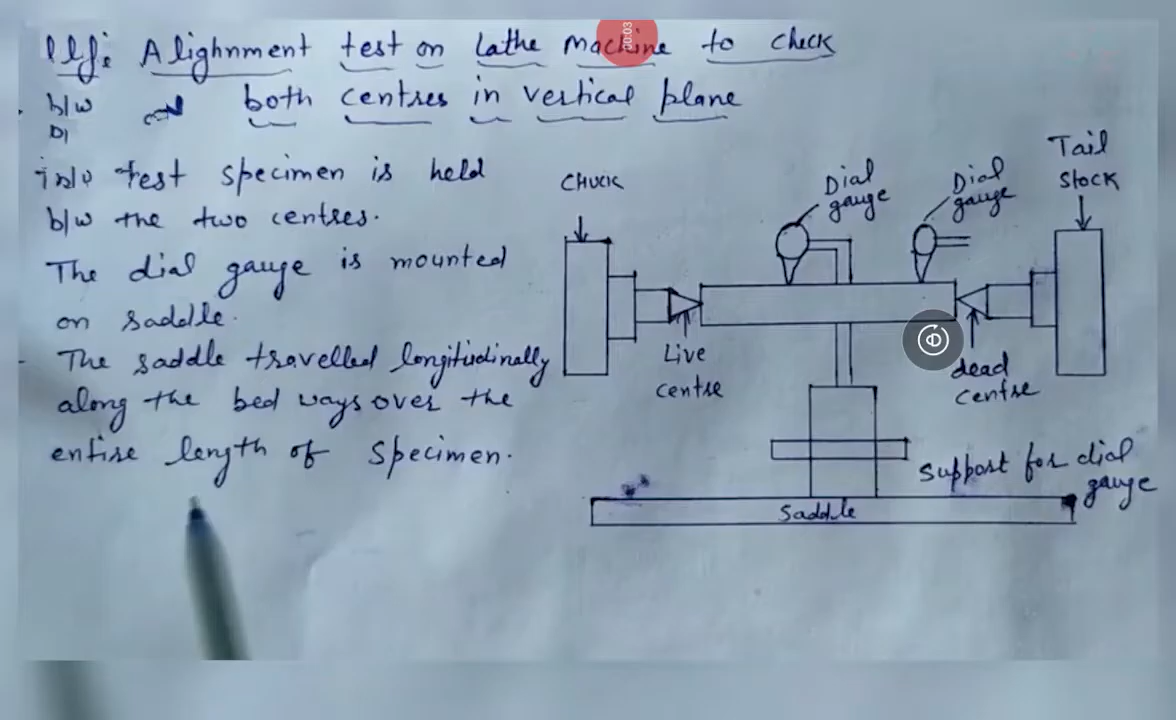 Alighnment test on lathe machine to check
b/w both centres in vertical plane
test specimen is held
b/w the two centres.
The dial gauge is mounted
on saddle.
- The saddle travelled longitudinally
along the bed ways over the
entire length of specimen.
CHUCK
Dial gauge
Dial gauge
Tail Stock
Live centre
dead centre
Support for dial gauge
Saddle
00:03